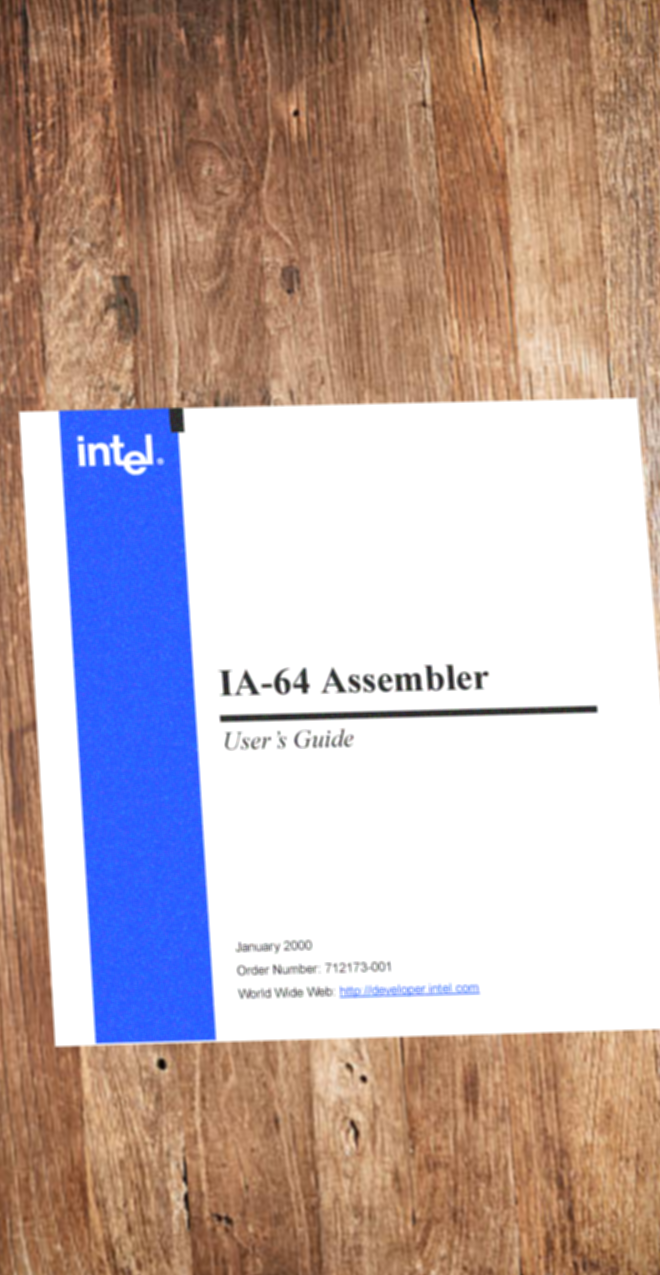 intel.
IA-64 Assembler
User's Guide
January 2000
Order Number: 712173-001
World Wide Web: http://developer.intel.com